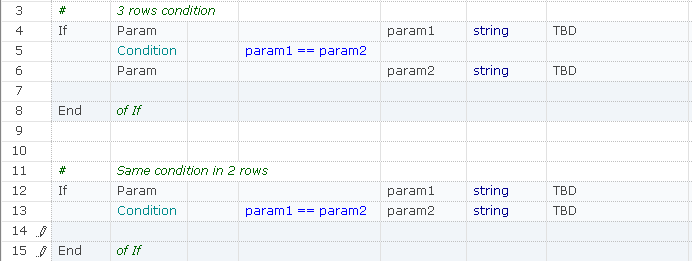 3 # 3 rows condition
4 If Param param1 string TBD
5 Condition param1 == param2
6 Param param2 string TBD
7
8 End of If
9
10
11 # Same condition in 2 rows
12 If Param param1 string TBD
13 Condition param1 == param2 param2 string TBD
14
15 End of If